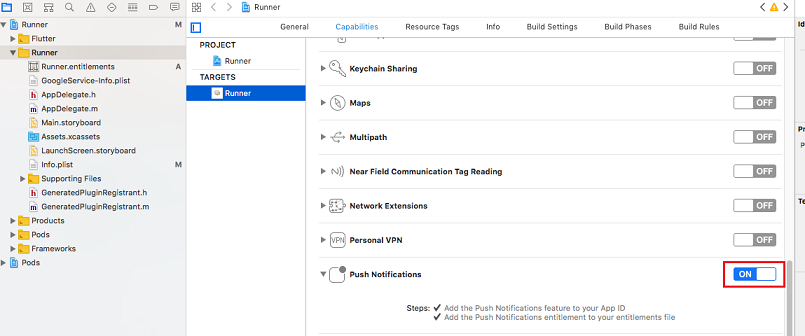 Runner
Flutter
Runner
Runner.entitlements A
GoogleService-Info.plist
AppDelegate.h
AppDelegate.m
Main.storyboard
Assets.xcassets
LaunchScreen.storyboard
Info.plist M
Supporting Files
GeneratedPluginRegistrant.h
GeneratedPluginRegistrant.m
Products
Pods
Frameworks
Pods
M
Runner
General Capabilities Resource Tags Info Build Settings Build Phases Build Rules
PROJECT
Runner
TARGETS
Runner
Keychain Sharing OFF
Maps OFF
Multipath OFF
Near Field Communication Tag Reading OFF
Network Extensions OFF
VPN Personal VPN OFF
Push Notifications ON
Steps: ✔ Add the Push Notifications feature to your App ID
✔ Add the Push Notifications entitlement to your entitlements file
Ide